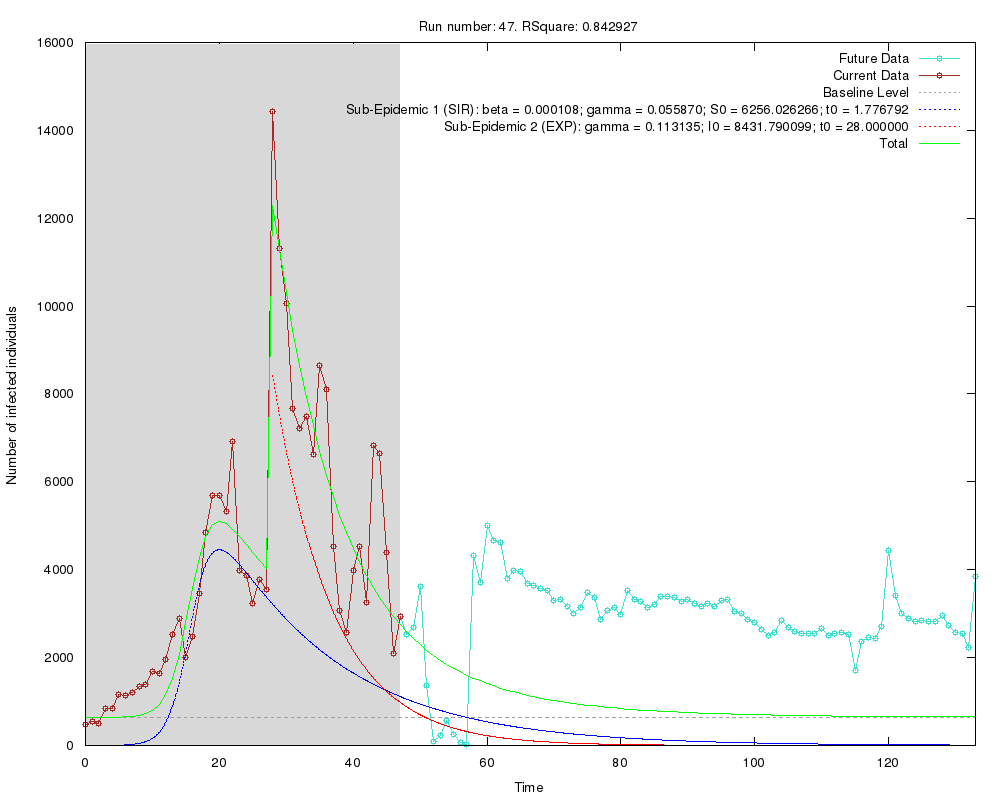 Run number: 47. RSquare: 0.842927
16000
14000
12000
10000
8000
6000
4000
2000
0
Number of infected individuals
Future Data
Current Data
Baseline Level
Sub-Epidemic 1 (SIR): beta = 0.000108; gamma = 0.055870; S0 = 6256.026266; t0 = 1.776792
Sub-Epidemic 2 (EXP): gamma = 0.113135; I0 = 8431.790099; t0 = 28.000000
Total
0 20 40 60 80 100 120
Time